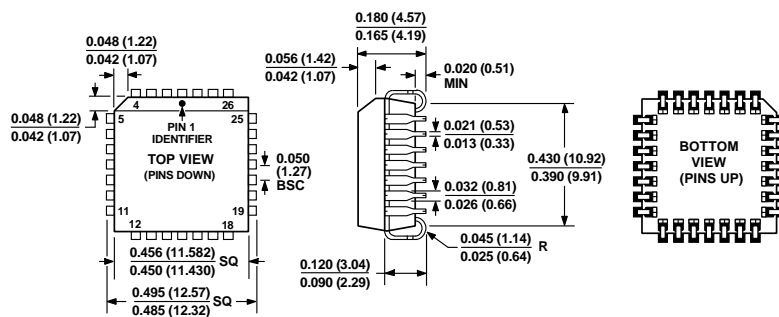 0.180 (4.57)
0.165 (4.19)
0.048 (1.22)
0.042 (1.07)
0.056 (1.42)
0.042 (1.07)
0.020 (0.51)
MIN
0.048 (1.22)
0.042 (1.07)
4
26
5
25
PIN 1
IDENTIFIER
TOP VIEW
(PINS DOWN)
11
19
12
18
0.050
(1.27)
BSC
0.021 (0.53)
0.013 (0.33)
0.032 (0.81)
0.026 (0.66)
0.430 (10.92)
0.390 (9.91)
BOTTOM
VIEW
(PINS UP)
0.456 (11.582)
0.450 (11.430)
SQ
0.495 (12.57)
0.485 (12.32)
SQ
0.120 (3.04)
0.090 (2.29)
0.045 (1.14)
0.025 (0.64)
R